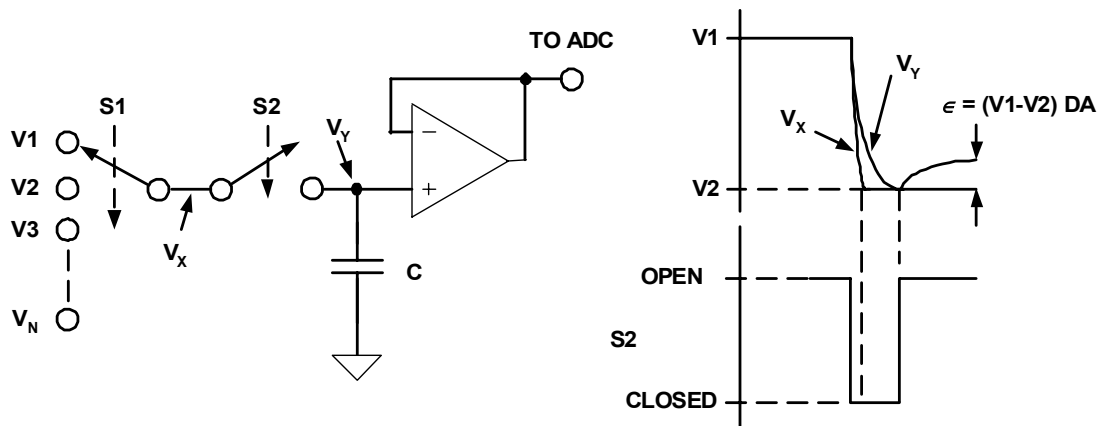 TO ADC
S1
S2
V1
V2
V3
VN
VX
VY
−
+
C
V1
VY
VX
ϵ = (V1-V2) DA
V2
OPEN
S2
CLOSED